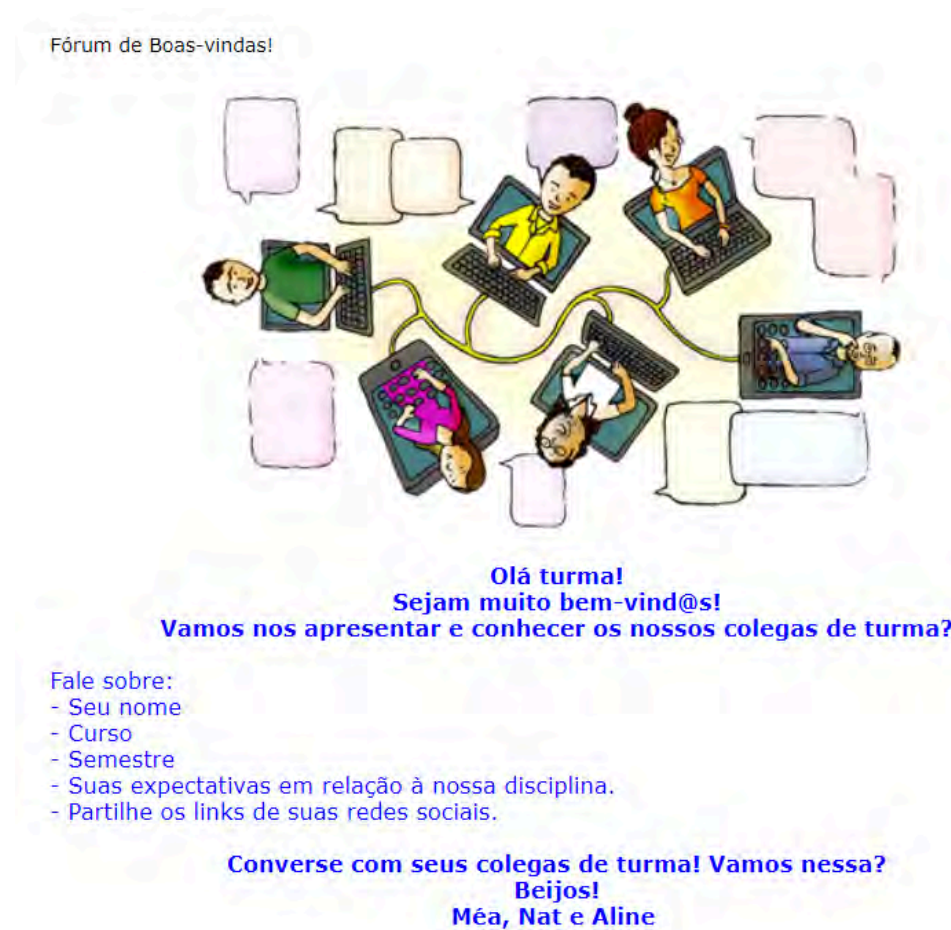 Fórum de Boas-vindas!
Olá turma!
Sejam muito bem-vind@s!
Vamos nos apresentar e conhecer os nossos colegas de turma?
Fale sobre:
- Seu nome
- Curso
- Semestre
- Suas expectativas em relação à nossa disciplina.
- Partilhe os links de suas redes sociais.
Converse com seus colegas de turma! Vamos nessa?
Beijos!
Méa, Nat e Aline